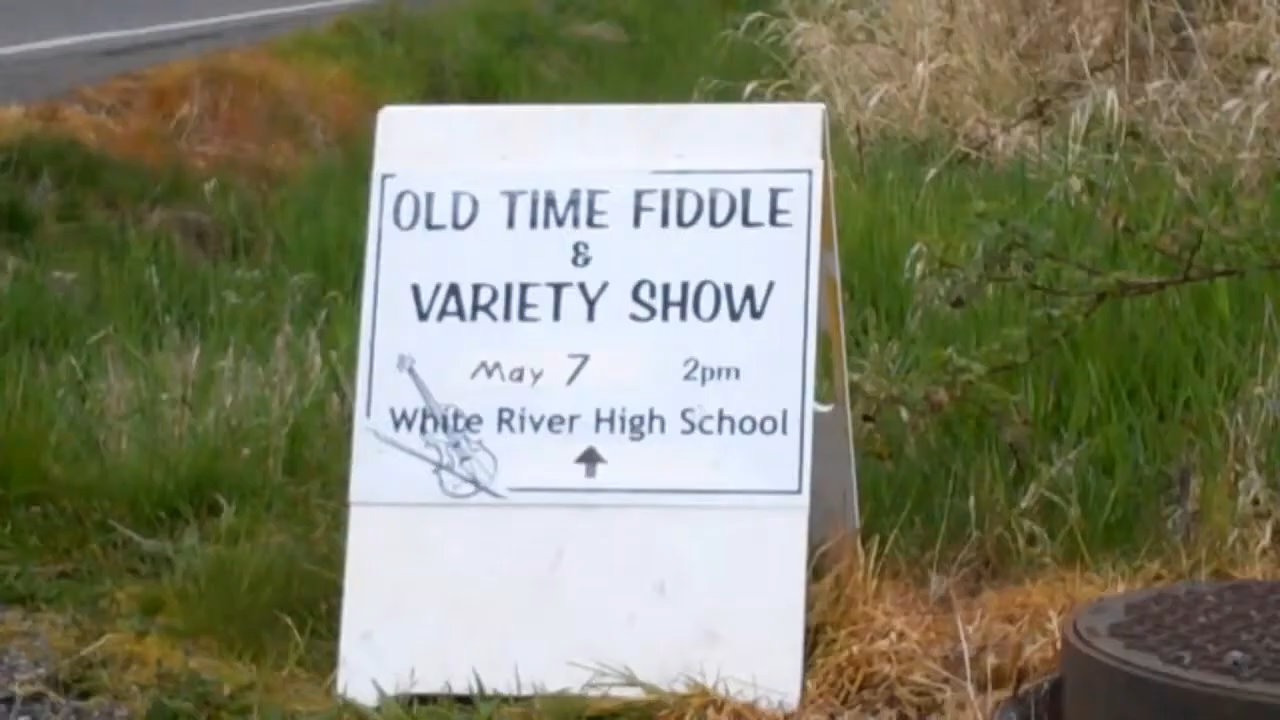 OLD TIME FIDDLE
&
VARIETY SHOW
May 7 2pm
White River High School